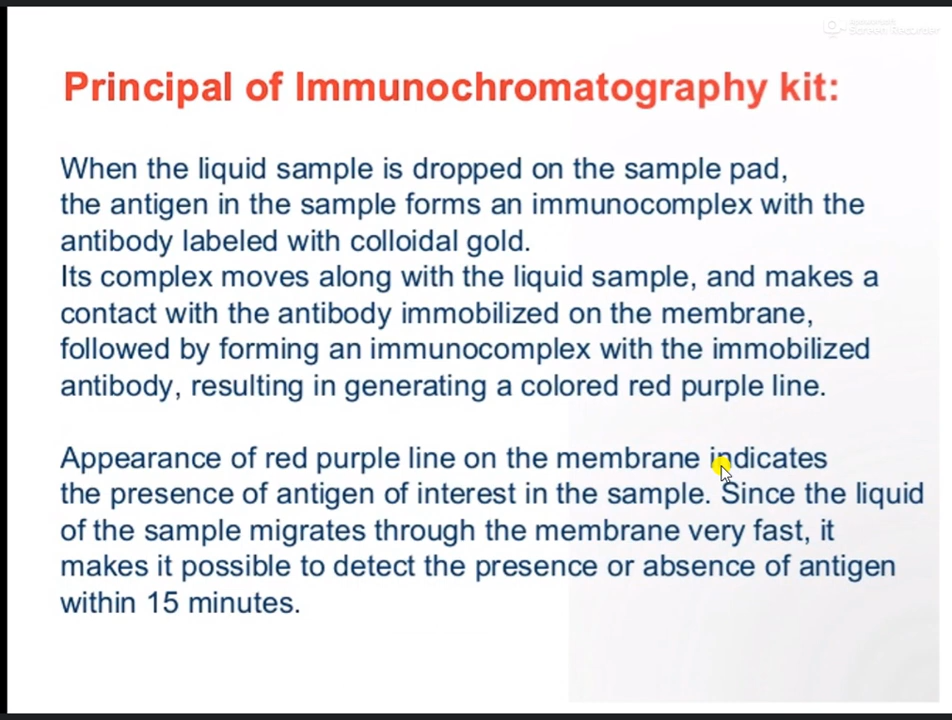 Screen Recorder
Principal of Immunochromatography kit:
When the liquid sample is dropped on the sample pad,
the antigen in the sample forms an immunocomplex with the
antibody labeled with colloidal gold.
Its complex moves along with the liquid sample, and makes a
contact with the antibody immobilized on the membrane,
followed by forming an immunocomplex with the immobilized
antibody, resulting in generating a colored red purple line.
Appearance of red purple line on the membrane indicates
the presence of antigen of interest in the sample. Since the liquid
of the sample migrates through the membrane very fast, it
makes it possible to detect the presence or absence of antigen
within 15 minutes.